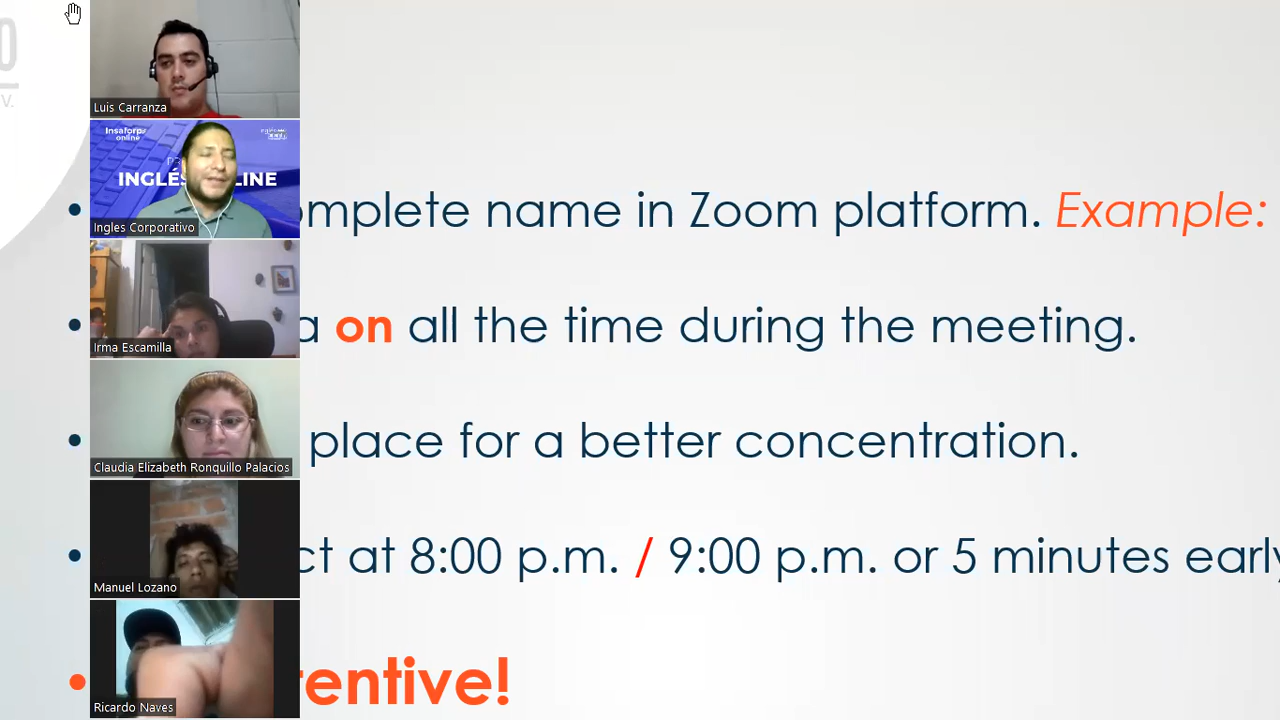 V.
Luis Carranza
Insaforp
online
INGLÉS
LINE
Ingles Corporativo
omplete name in Zoom platform. Example:
Irma Escamilla
a on all the time during the meeting.
Claudia Elizabeth Ronquillo Palacios
place for a better concentration.
Manuel Lozano
ct at 8:00 p.m. / 9:00 p.m. or 5 minutes early
Ricardo Naves
tentive!